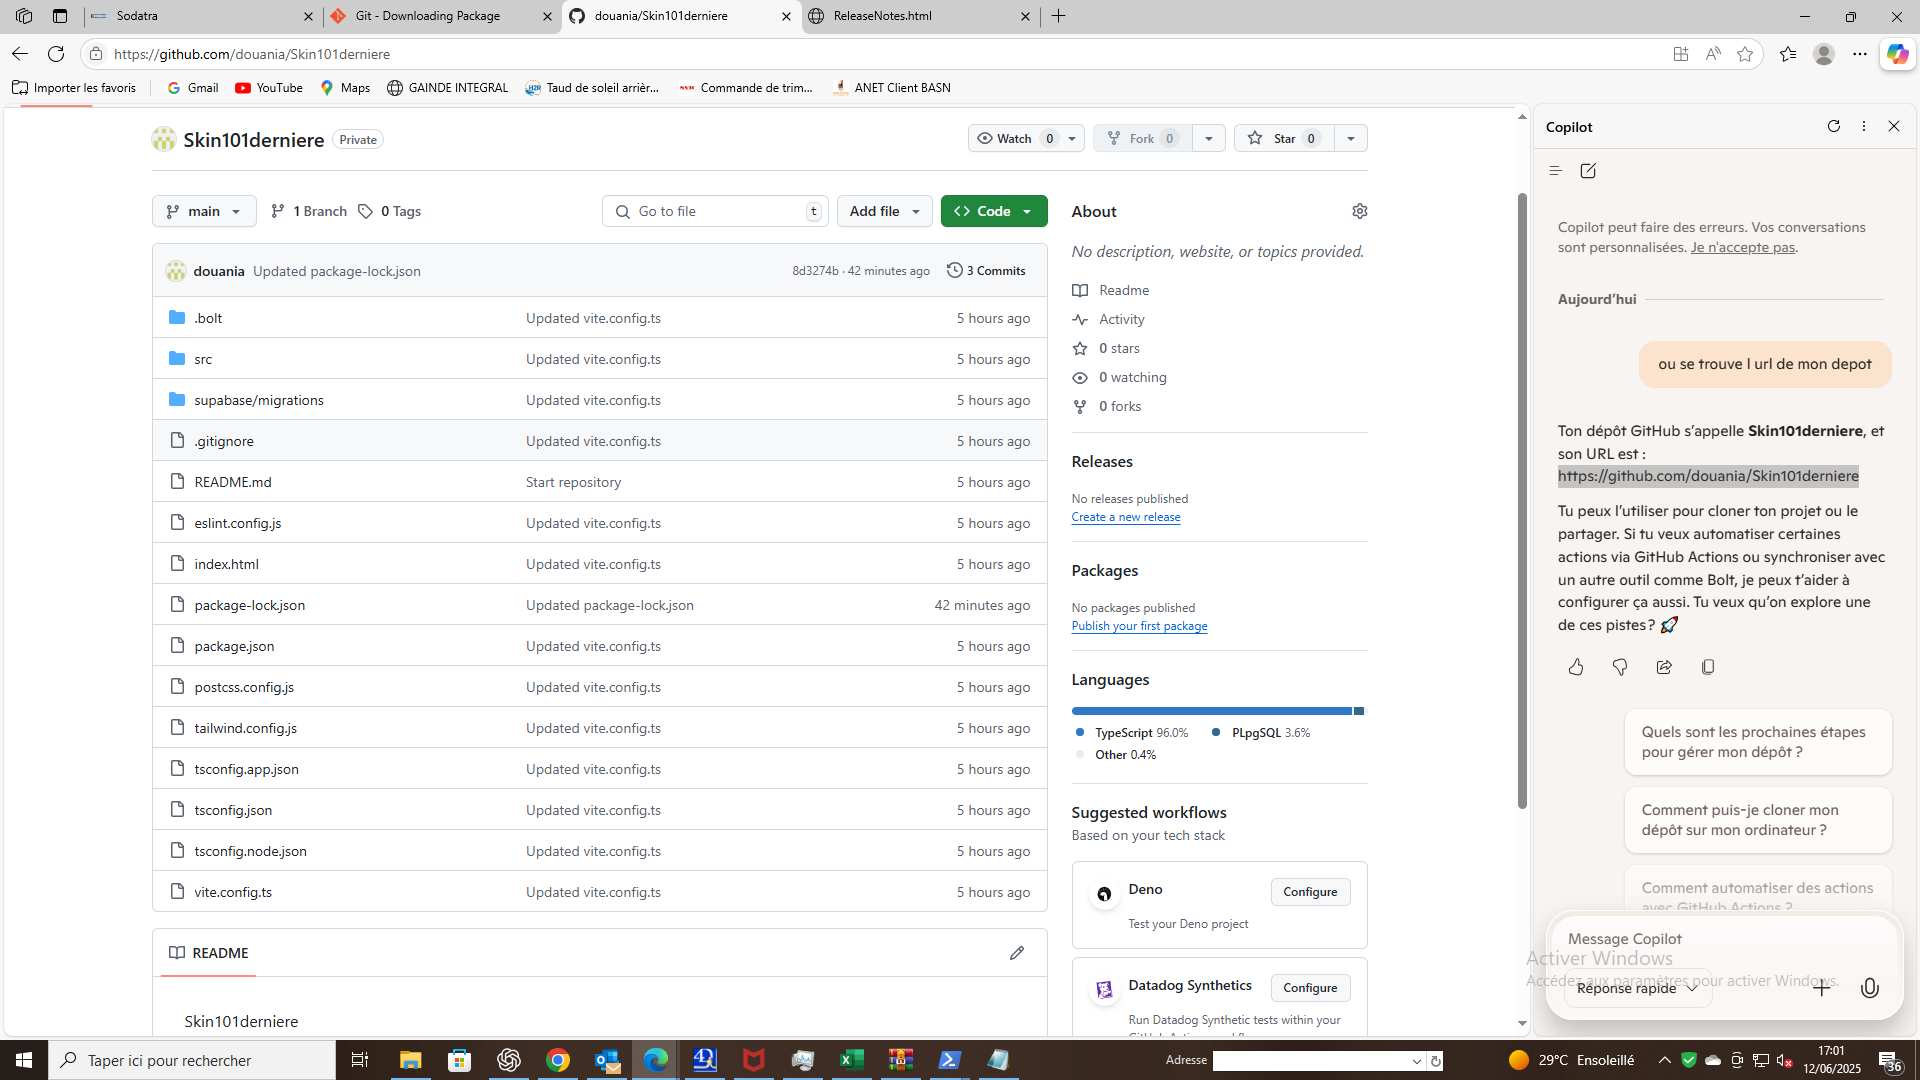 Sodatra
Git - Downloading Package
douania/Skin101derniere
ReleaseNotes.html
https://github.com/douania/Skin101derniere
Importer les favoris
Gmail
YouTube
Maps
GAINDE INTEGRAL
Taud de soleil arrièr...
Commande de trim...
ANET Client BASN
Skin101derniere
Private
Watch 0
Fork 0
Star 0
main
1 Branch
0 Tags
Go to file
t
Add file
Code
douania Updated package-lock.json
8d3274b · 42 minutes ago
3 Commits
.bolt Updated vite.config.ts 5 hours ago
src Updated vite.config.ts 5 hours ago
supabase/migrations Updated vite.config.ts 5 hours ago
.gitignore Updated vite.config.ts 5 hours ago
README.md Start repository 5 hours ago
eslint.config.js Updated vite.config.ts 5 hours ago
index.html Updated vite.config.ts 5 hours ago
package-lock.json Updated package-lock.json 42 minutes ago
package.json Updated vite.config.ts 5 hours ago
postcss.config.js Updated vite.config.ts 5 hours ago
tailwind.config.js Updated vite.config.ts 5 hours ago
tsconfig.app.json Updated vite.config.ts 5 hours ago
tsconfig.json Updated vite.config.ts 5 hours ago
tsconfig.node.json Updated vite.config.ts 5 hours ago
vite.config.ts Updated vite.config.ts 5 hours ago
README
Skin101derniere
About
No description, website, or topics provided.
Readme
Activity
0 stars
0 watching
0 forks
Releases
No releases published
Create a new release
Packages
No packages published
Publish your first package
Languages
TypeScript 96.0%
PLpgSQL 3.6%
Other 0.4%
Suggested workflows
Based on your tech stack
Deno
Configure
Test your Deno project
Datadog Synthetics
Configure
Run Datadog Synthetic tests within your
Copilot
Copilot peut faire des erreurs. Vos conversations
sont personnalisées. Je n'accepte pas.
Aujourd'hui
ou se trouve l url de mon depot
Ton dépôt GitHub s'appelle Skin101derniere, et
son URL est :
https://github.com/douania/Skin101derniere
Tu peux l'utiliser pour cloner ton projet ou le
partager. Si tu veux automatiser certaines
actions via GitHub Actions ou synchroniser avec
un autre outil comme Bolt, je peux t'aider à
configurer ça aussi. Tu veux qu'on explore une
de ces pistes ? 🚀
Quels sont les prochaines étapes
pour gérer mon dépôt ?
Comment puis-je cloner mon
dépôt sur mon ordinateur ?
Comment automatiser des actions
avec GitHub Actions ?
Message Copilot
Activer Windows
Accédez aux paramètres pour activer Windows.
Réponse rapide
Taper ici pour rechercher
Adresse
29°C Ensoleillé
17:01
12/06/2025
36